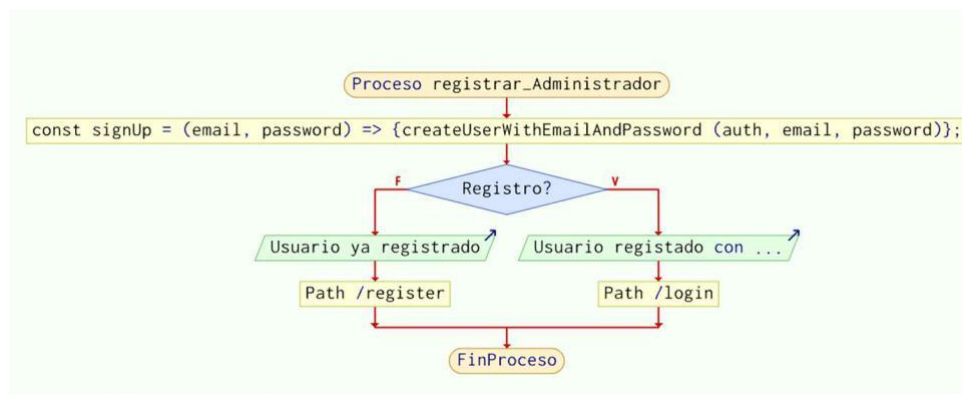 Proceso registrar_Administrador
const signUp = (email, password) => {createUserWithEmailAndPassword (auth, email, password)};
Registro?
F
V
Usuario ya registrado
Usuario registado con ...
Path /register
Path /login
FinProceso